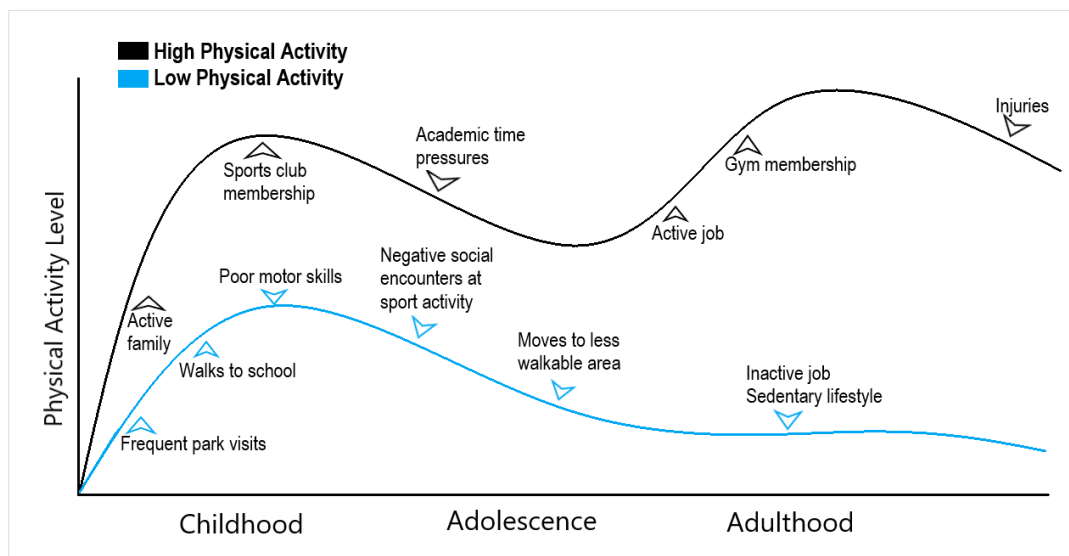 High Physical Activity
Low Physical Activity
Physical Activity Level
Sports club
membership
Academic time
pressures
Injuries
Gym membership
Active job
Active
family
Poor motor skills
Negative social
encounters at
sport activity
Walks to school
Moves to less
walkable area
Inactive job
Sedentary lifestyle
Frequent park visits
Childhood
Adolescence
Adulthood